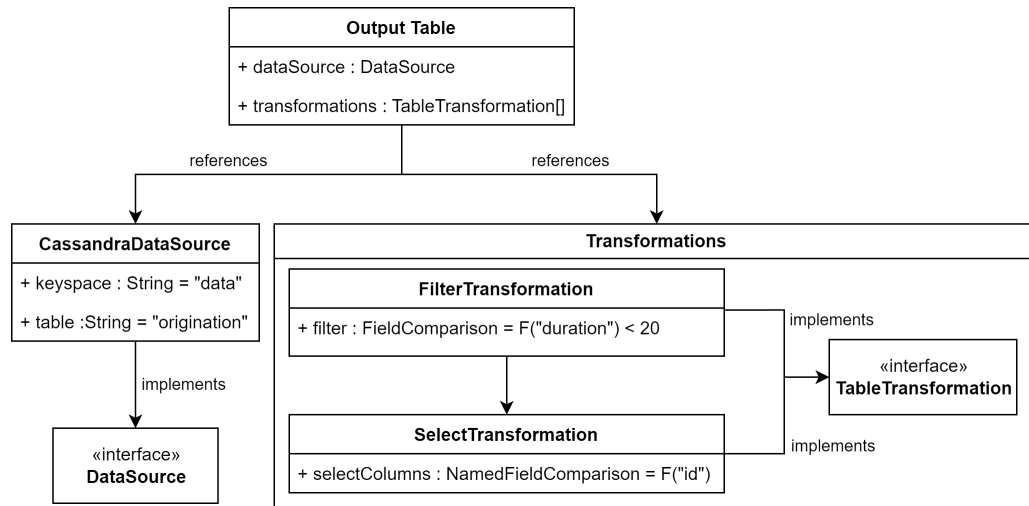 Output Table
+ dataSource : DataSource
+ transformations : TableTransformation[]
references
references
CassandraDataSource
+ keyspace : String = "data"
+ table :String = "origination"
implements
«interface»
DataSource
Transformations
FilterTransformation
+ filter : FieldComparison = F("duration") < 20
implements
«interface»
TableTransformation
SelectTransformation
+ selectColumns : NamedFieldComparison = F("id")
implements